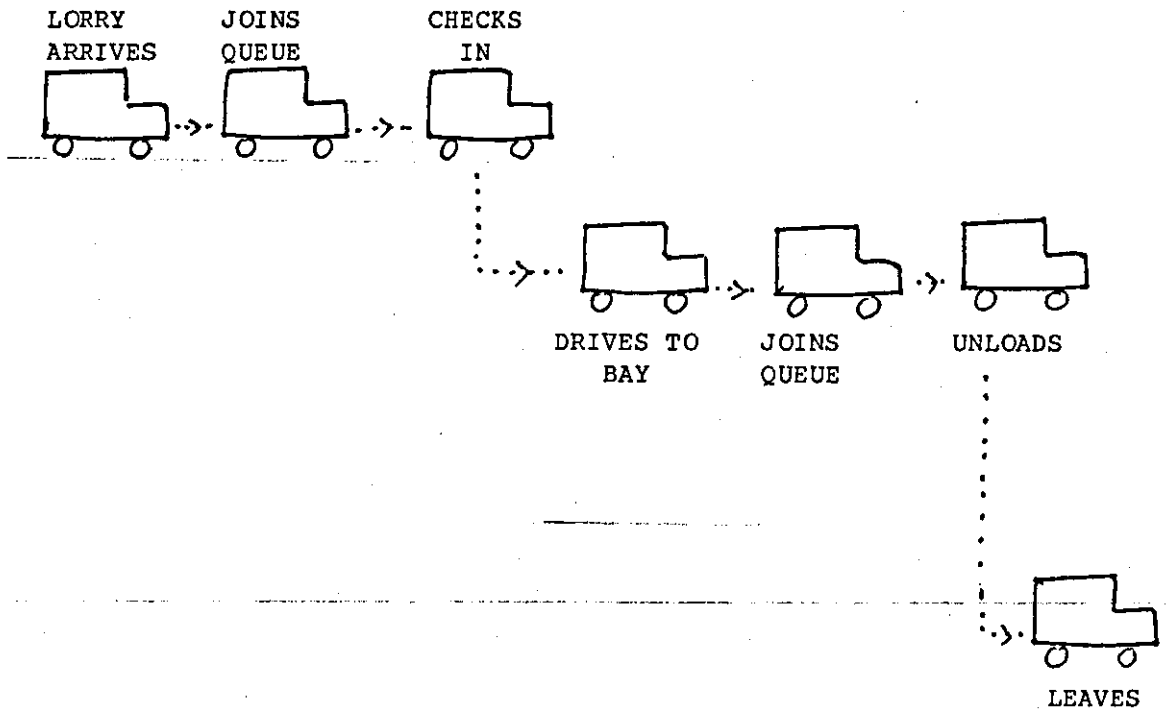 LORRY
ARRIVES
JOINS
QUEUE
CHECKS
IN
DRIVES TO
BAY
JOINS
QUEUE
UNLOADS
LEAVES